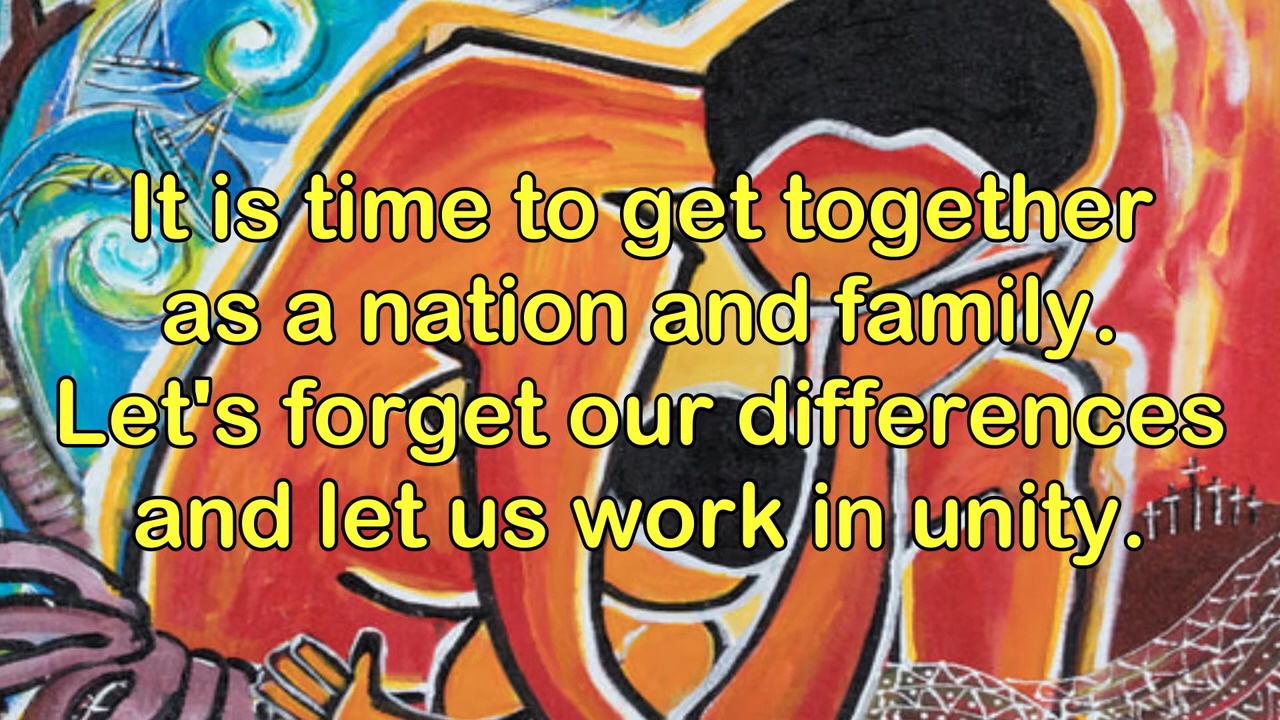 It is time to get together
as a nation and family.
Let's forget our differences
and let us work in unity.